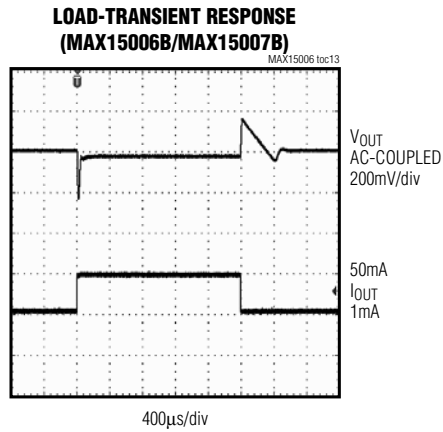 LOAD-TRANSIENT RESPONSE
(MAX15006B/MAX15007B)
MAX15006 toc13
VOUT
AC-COUPLED
200mV/div
50mA
IOUT
1mA
400µs/div